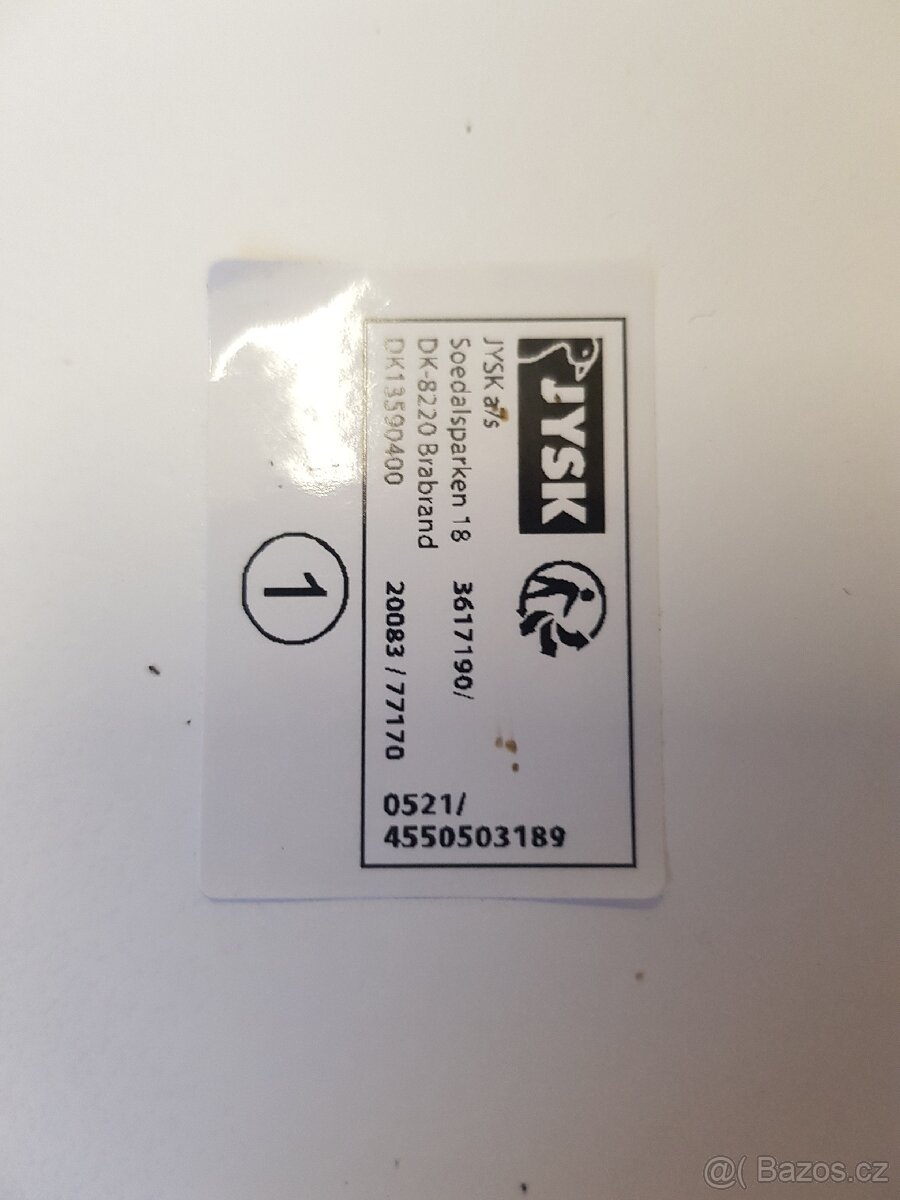 JYSK
JYSK a/s
Soedalsparken 18
DK-8220 Brabrand
DK13590400
3617190/
20083 / 77170
0521/
4550503189
1
@( Bazos.cz